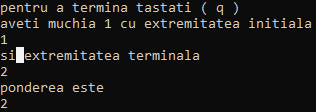 pentru a termina tastati ( q )
aveti muchia 1 cu extremitatea initiala
1
si extremitatea terminala
2
ponderea este
2